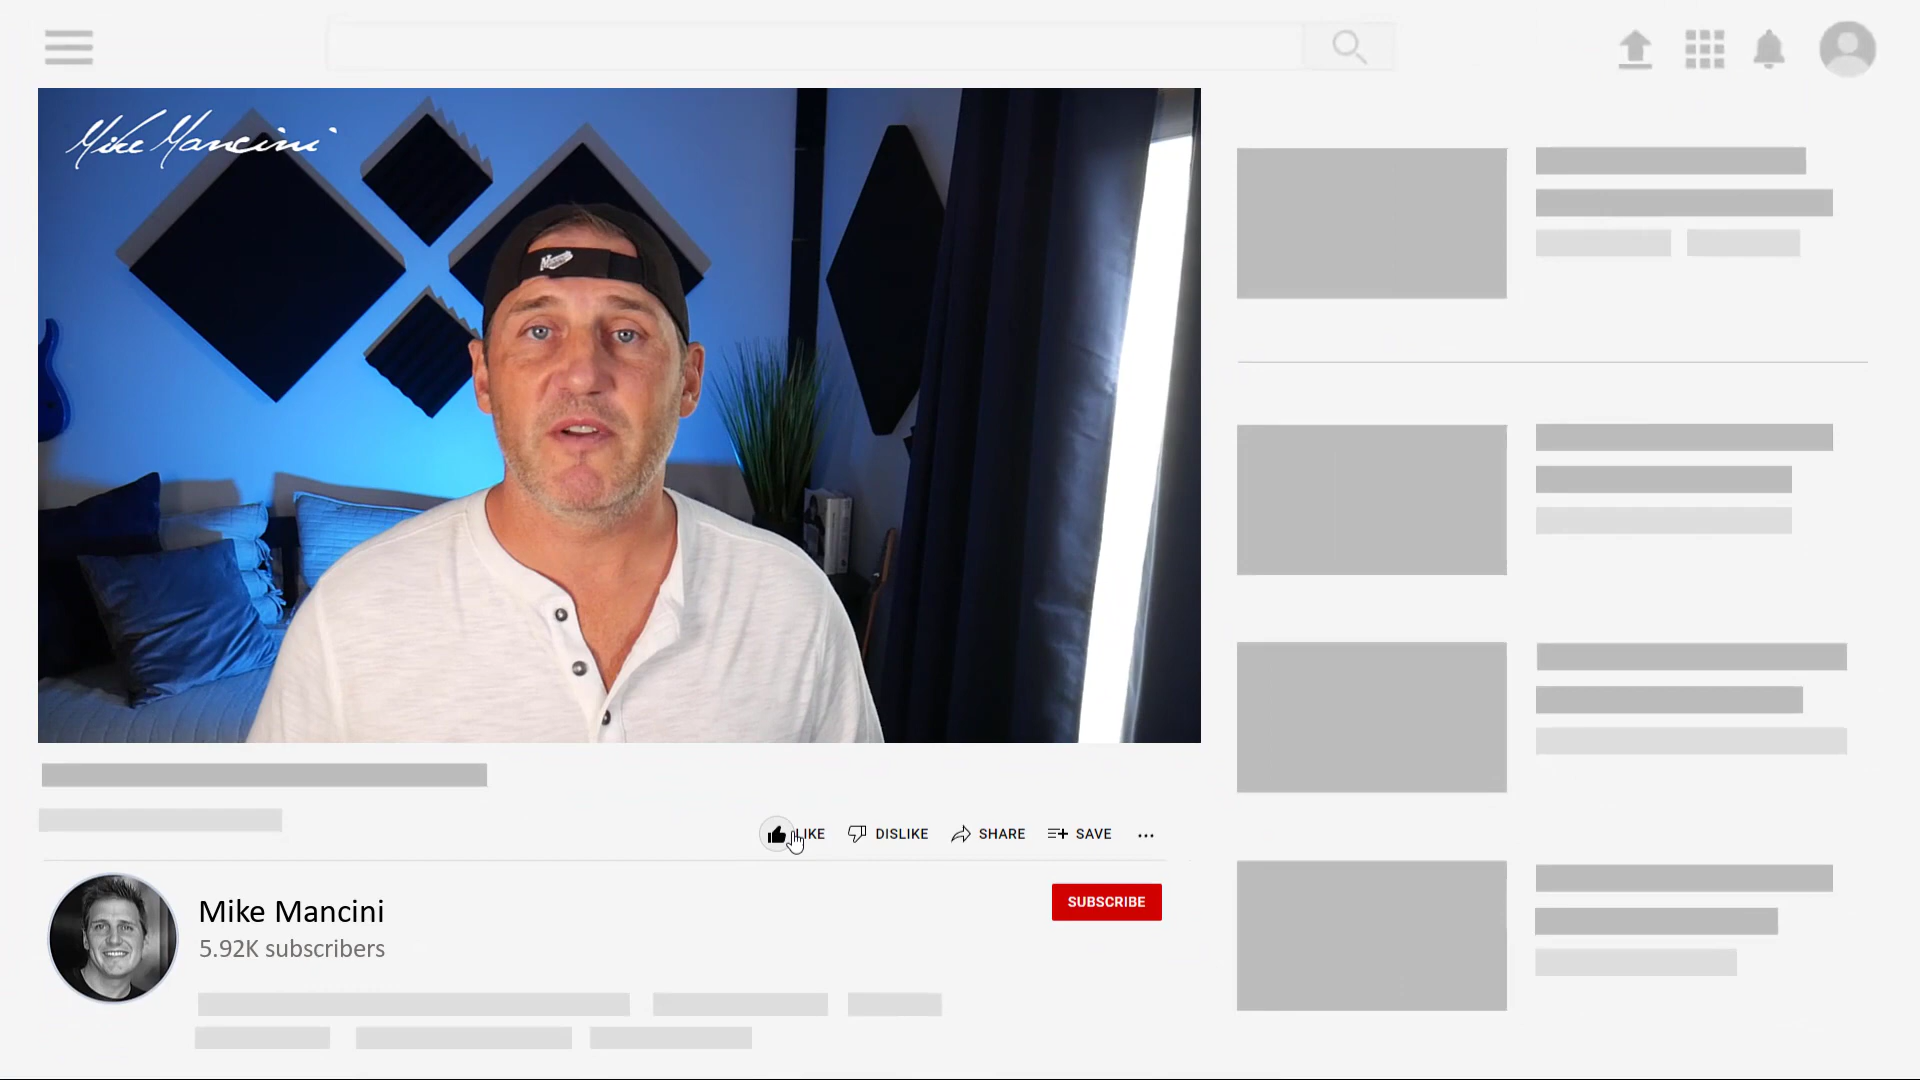 Mike Mancini
LIKE DISLIKE SHARE SAVE ...
Mike Mancini
SUBSCRIBE
5.92K subscribers